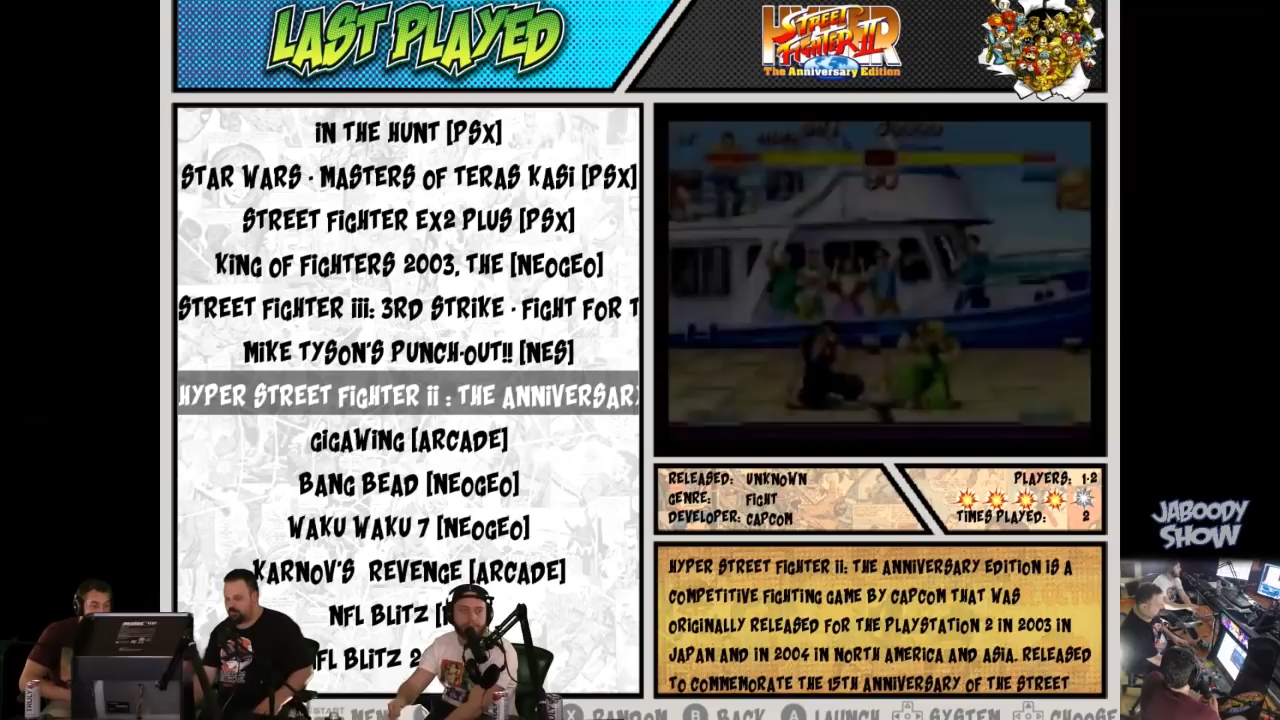 LAST PLAYED
HYPER
STREET
FIGHTER II
The Anniversary Edition
IN THE HUNT [PSX]
STAR WARS - MASTERS OF TERAS KASI [PSX]
STREET FIGHTER EX2 PLUS [PSX]
KING OF FIGHTERS 2003, THE [NEOGEO]
STREET FIGHTER III: 3RD STRIKE - FIGHT FOR T
MIKE TYSON'S PUNCH-OUT!! [NES]
HYPER STREET FIGHTER II : THE ANNIVERSARY
GIGAWING [ARCADE]
BANG BEAD [NEOGEO]
WAKU WAKU 7 [NEOGEO]
KARNOV'S REVENGE [ARCADE]
NFL BLITZ [
NFL BLITZ 2
RELEASED: UNKNOWN
GENRE: FIGHT
DEVELOPER: CAPCOM
PLAYERS: 1-2
TIMES PLAYED: 2
HYPER STREET FIGHTER II: THE ANNIVERSARY EDITION IS A
COMPETITIVE FIGHTING GAME BY CAPCOM THAT WAS
ORIGINALLY RELEASED FOR THE PLAYSTATION 2 IN 2003 IN
JAPAN AND IN 2004 IN NORTH AMERICA AND ASIA. RELEASED
TO COMMEMORATE THE 15TH ANNIVERSARY OF THE STREET
START MENU X RANDOM B BACK A LAUNCH SYSTEM CHOOSE
JABOODY
SHOW
TRULY